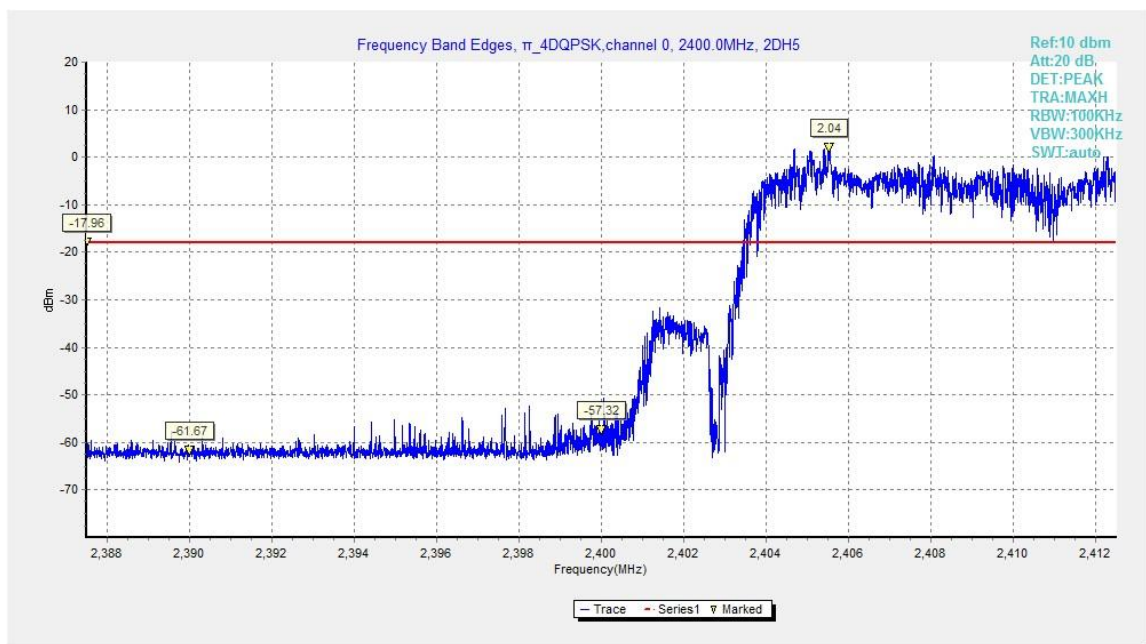 Frequency Band Edges, π_4DQPSK,channel 0, 2400.0MHz, 2DH5
Ref:10 dbm
Att:20 dB
DET:PEAK
TRA:MAXH
RBW:100KHz
VBW:300KHz
SWT:auto
20
10
0
-10
-20
-30
-40
-50
-60
-70
dBm
2.04
-17.96
-57.32
-61.67
2,388 2,390 2,392 2,394 2,396 2,398 2,400 2,402 2,404 2,406 2,408 2,410 2,412
Frequency(MHz)
Trace Series1 Marked